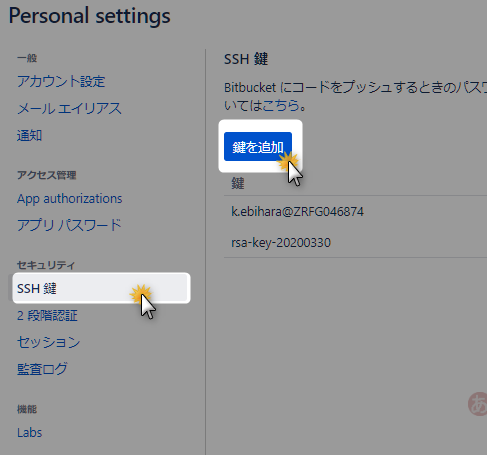 Personal settings
一般
アカウント設定
メール エイリアス
通知
アクセス管理
App authorizations
アプリ パスワード
セキュリティ
SSH 鍵
2 段階認証
セッション
監査ログ
機能
Labs
SSH 鍵
Bitbucket にコードをプッシュするときのパス
いてはこちら。
鍵を追加
鍵
k.ebihara@ZRFG046874
rsa-key-20200330
あ